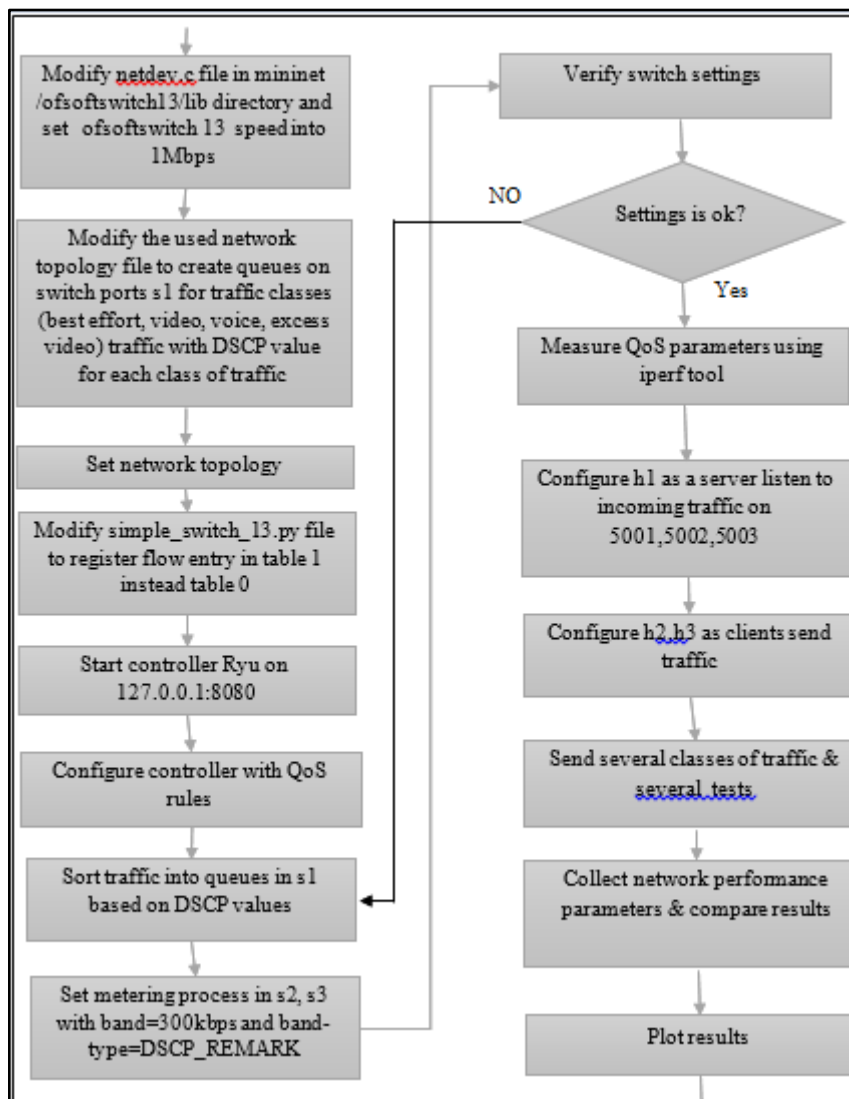 Modify netdev.c file in mininet
/ofsoftswitch13/lib directory and
set ofsoftswitch 13 speed into
1Mbps
Modify the used network
topology file to create queues on
switch ports s1 for traffic classes
(best effort, video, voice, excess
video) traffic with DSCP value
for each class of traffic
Set network topology
Modify simple_switch_13.py file
to register flow entry in table 1
instead table 0
Start controller Ryu on
127.0.0.1:8080
Configure controller with QoS
rules
Sort traffic into queues in s1
based on DSCP values
Set metering process in s2, s3
with band=300kbps and band-
type=DSCP_REMARK
Verify switch settings
Settings is ok?
NO
Yes
Measure QoS parameters using
iperf tool
Configure h1 as a server listen to
incoming traffic on
5001,5002,5003
Configure h2,h3 as clients send
traffic
Send several classes of traffic &
several tests
Collect network performance
parameters & compare results
Plot results